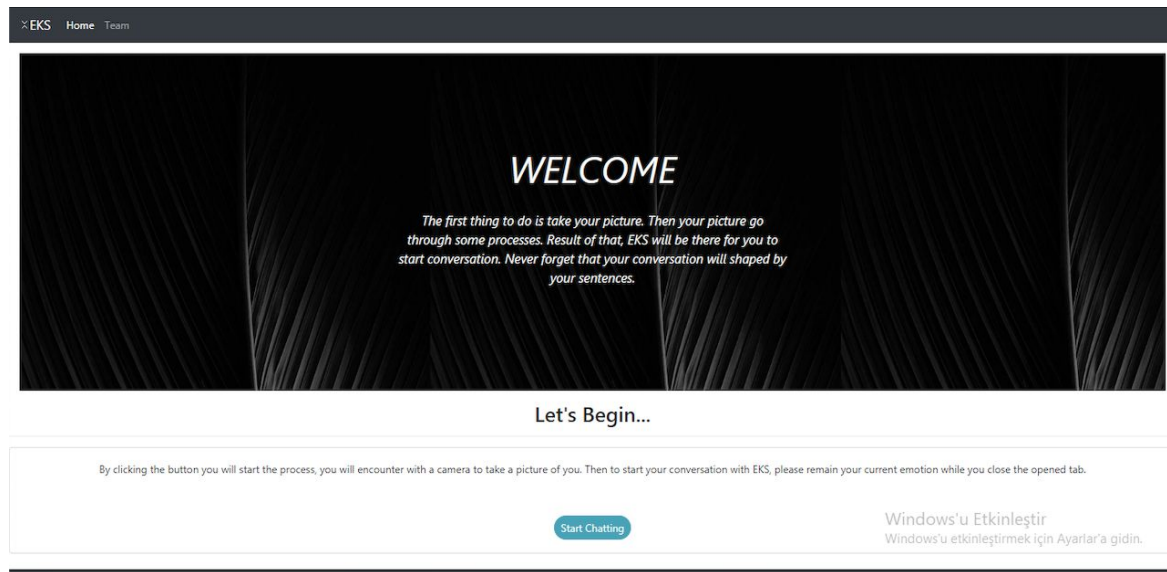 EKS Home Team
WELCOME
The first thing to do is take your picture. Then your picture go
through some processes. Result of that, EKS will be there for you to
start conversation. Never forget that your conversation will shaped by
your sentences.
Let's Begin...
By clicking the button you will start the process, you will encounter with a camera to take a picture of you. Then to start your conversation with EKS, please remain your current emotion while you close the opened tab.
Start Chatting
Windows'u Etkinleştir
Windows'u etkinleştirmek için Ayarlar'a gidin.